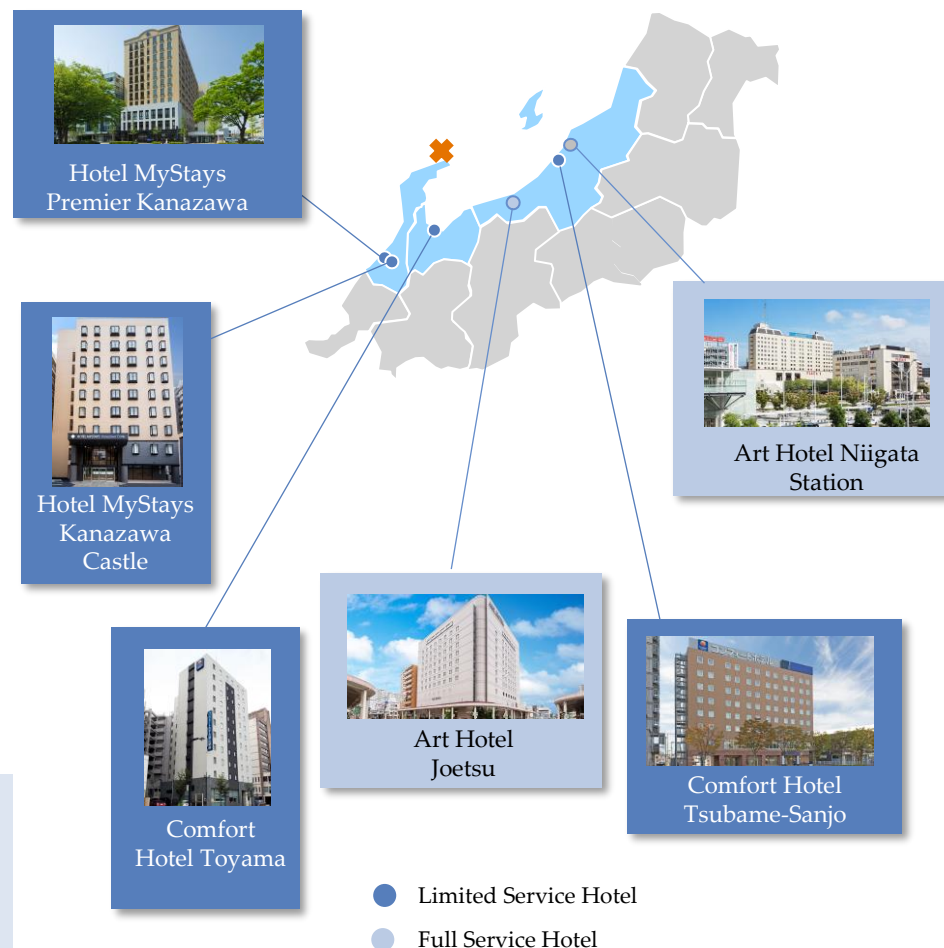 Hotel MyStays
Premier Kanazawa
Hotel MyStays
Kanazawa
Castle
Art Hotel Niigata
Station
Comfort
Hotel Toyama
Art Hotel
Joetsu
Comfort Hotel
Tsubame-Sanjo
Limited Service Hotel
Full Service Hotel